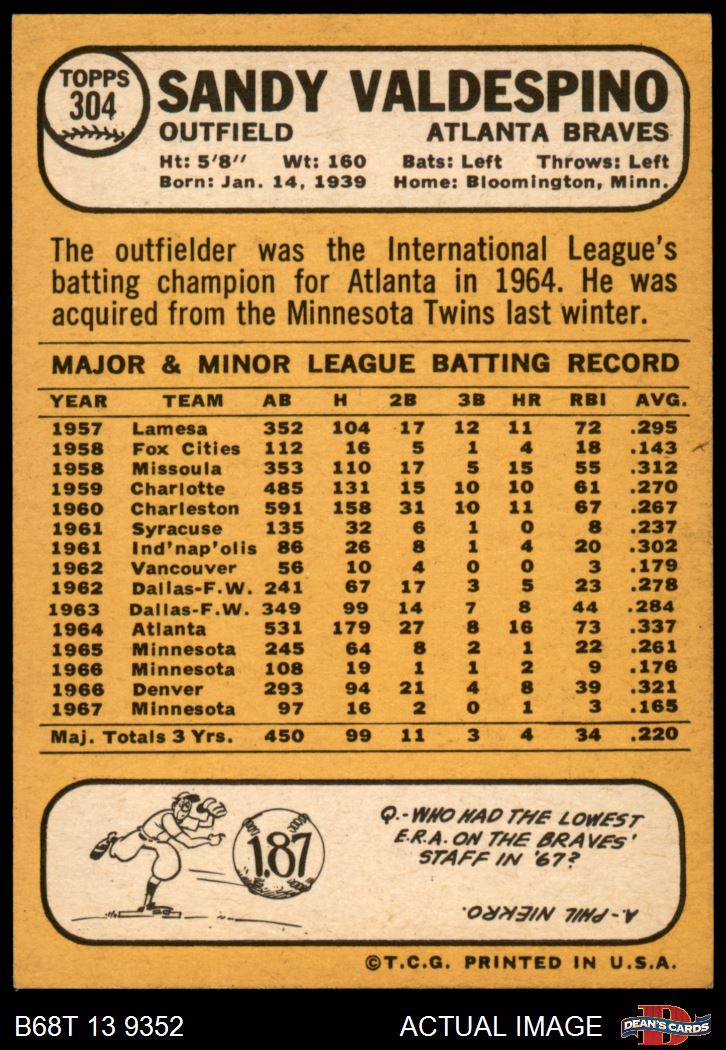 TOPPS
304
SANDY VALDESPINO
OUTFIELD ATLANTA BRAVES
Ht: 5'8" Wt: 160 Bats: Left Throws: Left
Born: Jan. 14, 1939 Home: Bloomington, Minn.
The outfielder was the International League's
batting champion for Atlanta in 1964. He was
acquired from the Minnesota Twins last winter.
MAJOR & MINOR LEAGUE BATTING RECORD
YEAR TEAM AB H 2B 3B HR RBI AVG.
1957 Lamesa 352 104 17 12 11 72 .295
1958 Fox Cities 112 16 5 1 4 18 .143
1958 Missoula 353 110 17 5 15 55 .312
1959 Charlotte 485 131 15 10 10 61 .270
1960 Charleston 591 158 31 10 11 67 .267
1961 Syracuse 135 32 6 1 0 8 .237
1961 Ind'nap'olis 86 26 8 1 4 20 .302
1962 Vancouver 56 10 4 0 0 3 .179
1962 Dallas-F.W. 241 67 17 3 5 23 .278
1963 Dallas-F.W. 349 99 14 7 8 44 .284
1964 Atlanta 531 179 27 8 16 73 .337
1965 Minnesota 245 64 8 2 1 22 .261
1966 Minnesota 108 19 1 1 2 9 .176
1966 Denver 293 94 21 4 8 39 .321
1967 Minnesota 97 16 2 0 1 3 .165
Maj. Totals 3 Yrs. 450 99 11 3 4 34 .220
1.87
Q.-WHO HAD THE LOWEST
E.R.A. ON THE BRAVES'
STAFF IN '67?
A.-PHIL NIEKRO.
©T.C.G. PRINTED IN U.S.A.
B68T 13 9352 ACTUAL IMAGE
D
DEAN'S CARDS